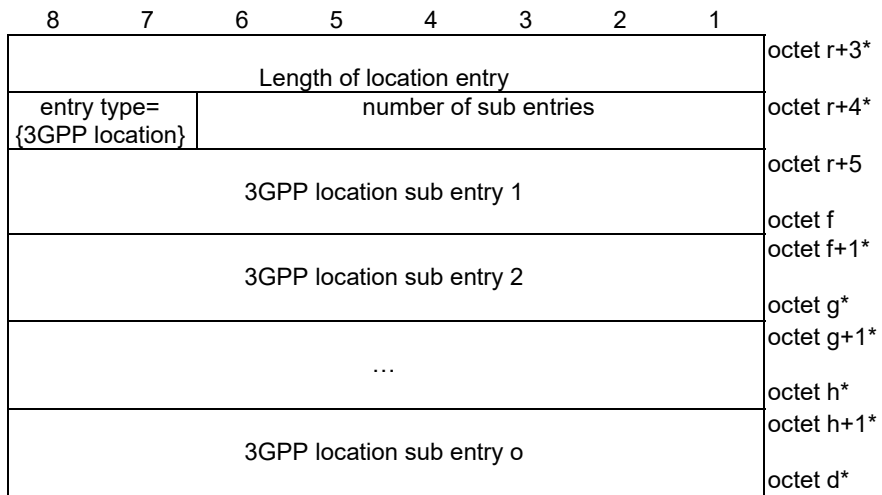 8 7 6 5 4 3 2 1
Length of location entry
octet r+3*
entry type=
{3GPP location}
number of sub entries
octet r+4*
3GPP location sub entry 1
octet r+5
octet f
3GPP location sub entry 2
octet f+1*
octet g*
…
octet g+1*
octet h*
3GPP location sub entry o
octet h+1*
octet d*